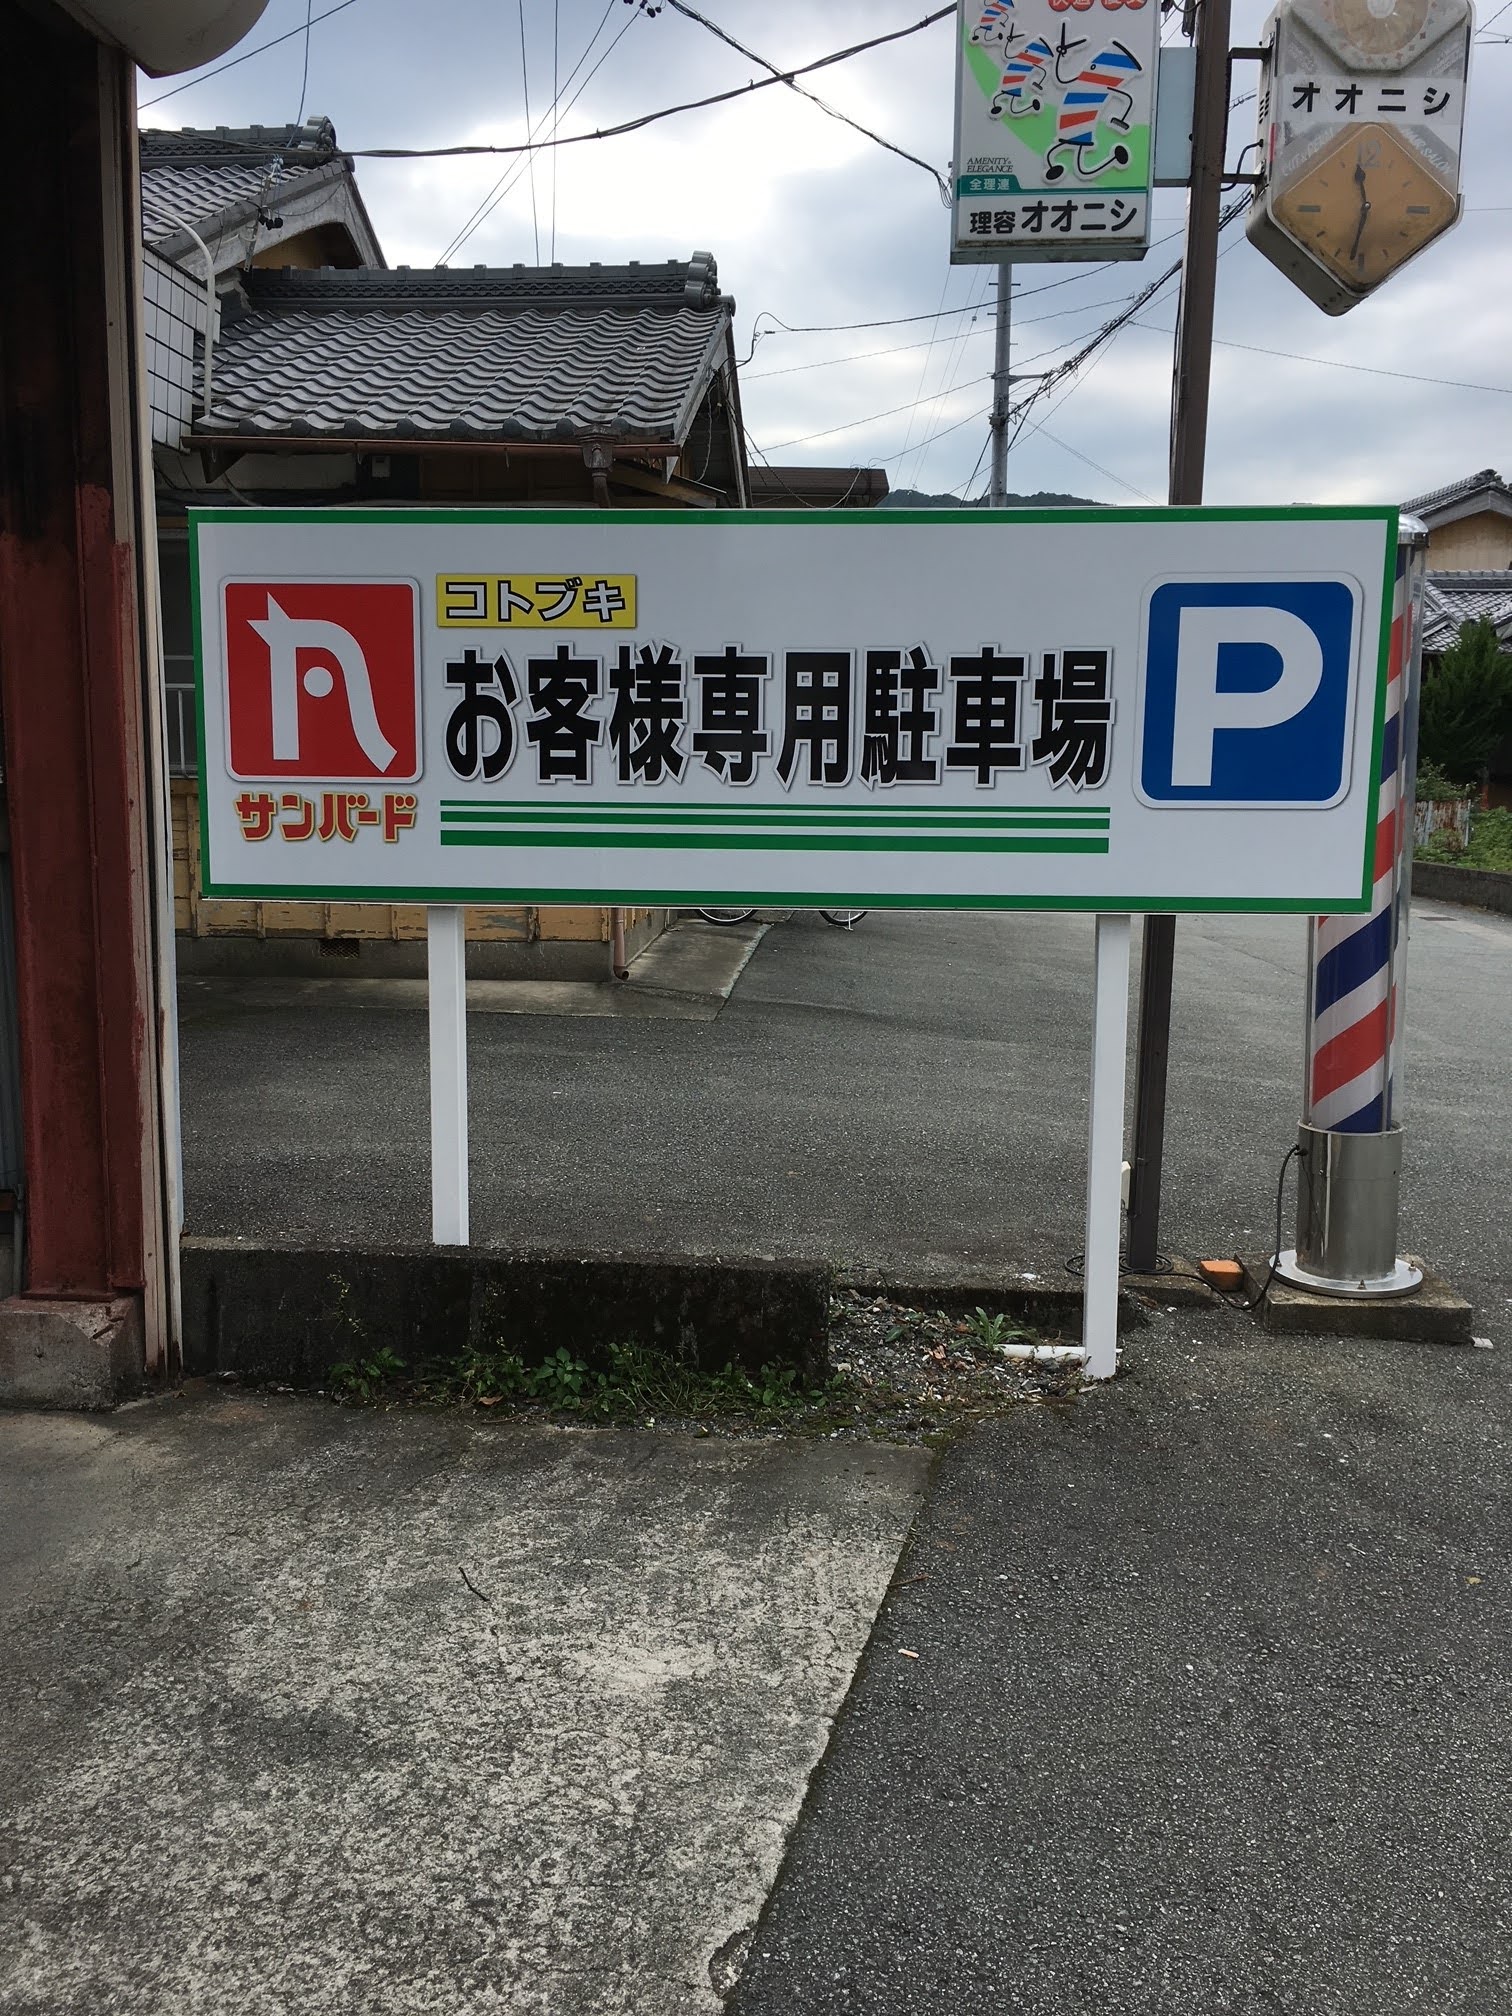 AMENITY &
ELEGANCE
全理連
理容オオニシ
オオニシ
12
コトブキ
お客様専用駐車場
サンバード
P